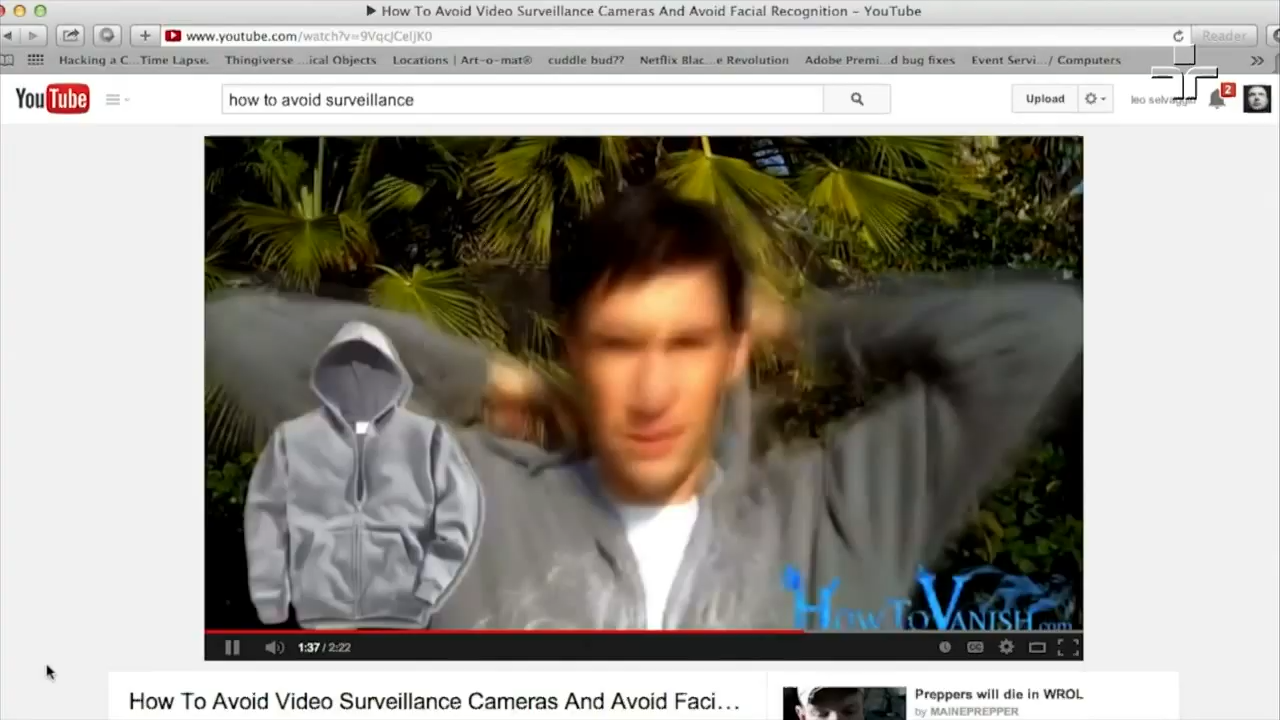 How To Avoid Video Surveillance Cameras And Avoid Facial Recognition – YouTube
www.youtube.com/watch?v=9VqcJCeljK0
Reader
Hacking a C...Time Lapse.
Thingiverse ...ical Objects
Locations | Art-o-mat®
cuddle bud??
Netflix Blac...e Revolution
Adobe Premi...d bug fixes
Event Servi.../ Computers
YouTube
how to avoid surveillance
Upload
leo selvaggio
2
HowToVanish.com
1:37 / 2:22
CC
How To Avoid Video Surveillance Cameras And Avoid Faci...
Preppers will die in WROL
by MAINEPREPPER